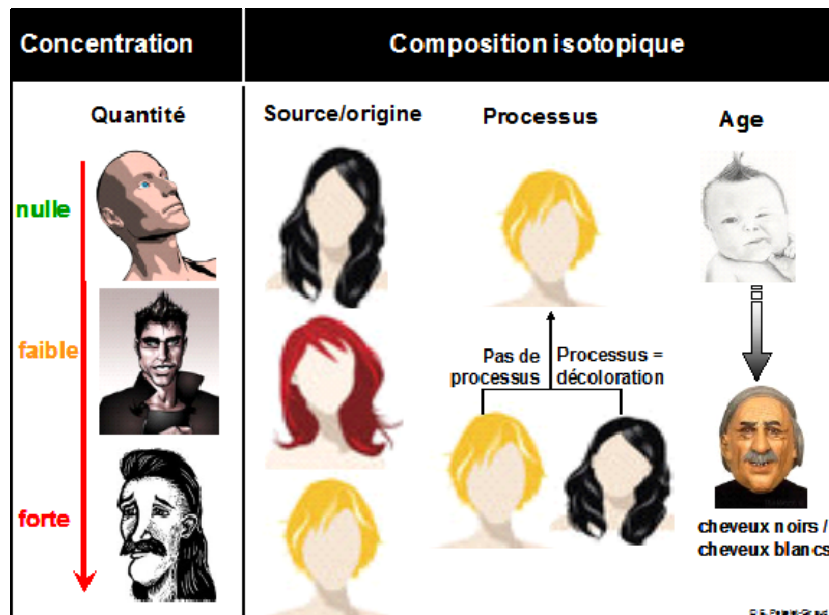 Concentration
Composition isotopique
Quantité
nulle
faible
forte
Source/origine
Processus
Pas de
processus
Processus =
décoloration
Age
cheveux noirs /
cheveux blancs